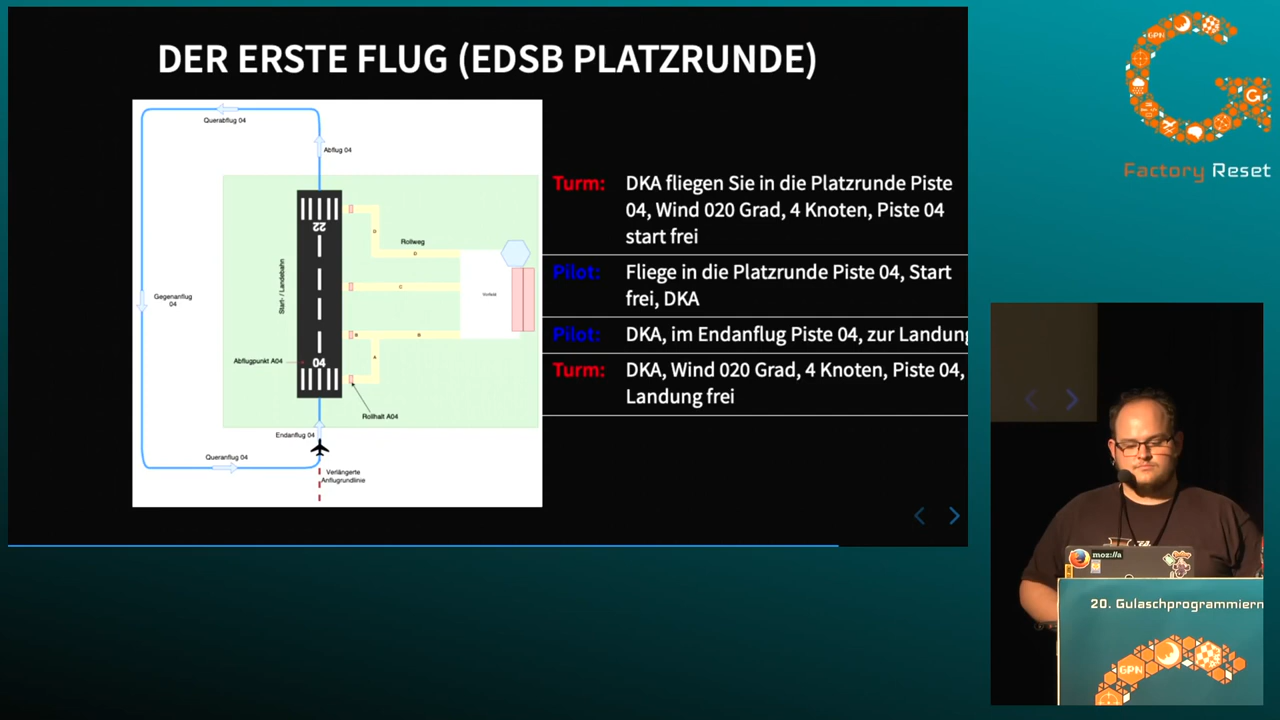 DER ERSTE FLUG (EDSB PLATZRUNDE)
Querabflug 04
Abflug 04
22
D
Rollweg
D
Start- / Landebahn
C
Vorfeld
Gegenanflug
04
B
B
Abflugpunkt A04
04
A
Rollhalt A04
Endanflug 04
Queranflug 04
Verlängerte
Anflugrundlinie
Turm: DKA fliegen Sie in die Platzrunde Piste
04, Wind 020 Grad, 4 Knoten, Piste 04
start frei
Pilot: Fliege in die Platzrunde Piste 04, Start
frei, DKA
Pilot: DKA, im Endanflug Piste 04, zur Landung
Turm: DKA, Wind 020 Grad, 4 Knoten, Piste 04,
Landung frei
GPN
G
Factory Reset
moz://a
20. Gulaschprogrammiern
GPN